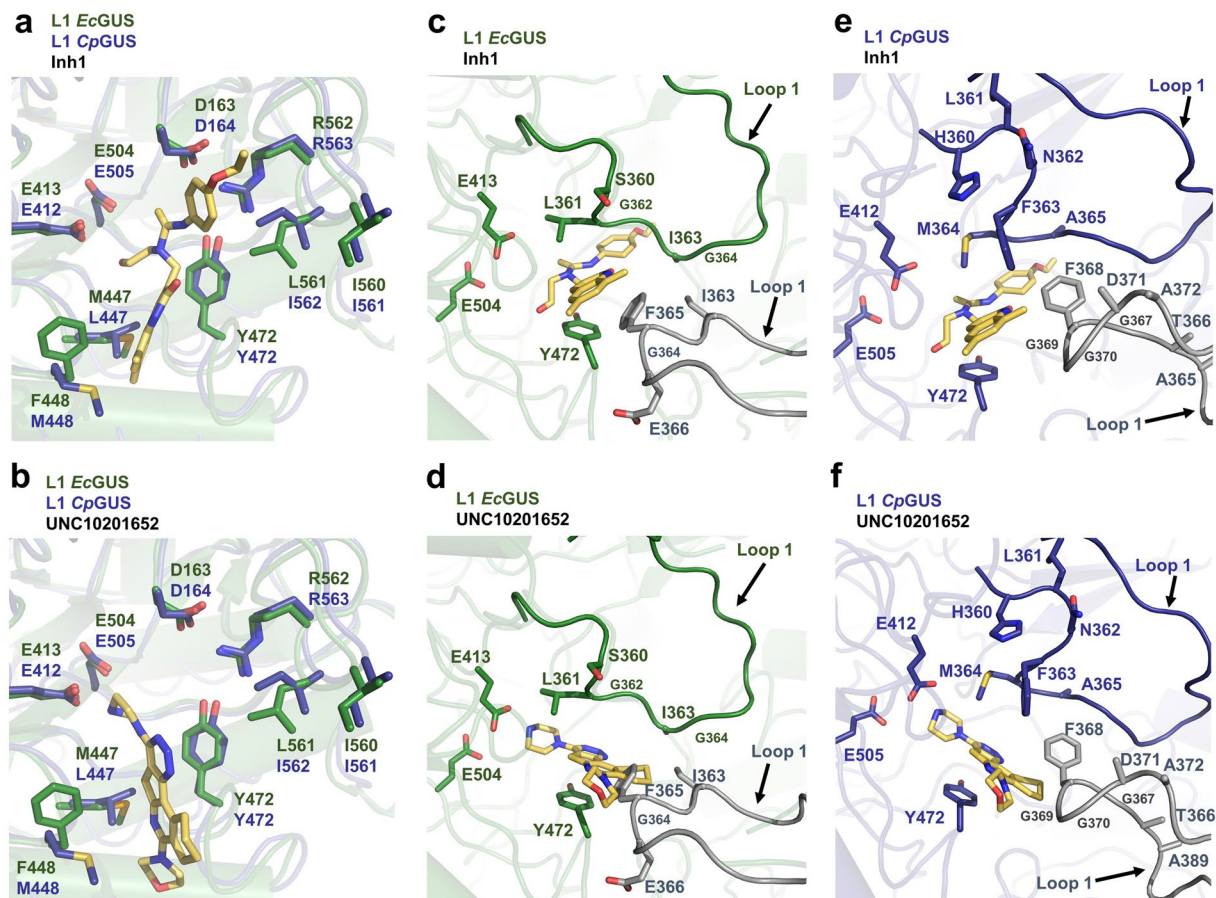 a
L1 EcGUS
L1 CpGUS
Inh1
D163
D164
R562
R563
E504
E505
E413
E412
M447
L447
L561
I562
I560
I561
Y472
Y472
F448
M448
c
L1 EcGUS
Inh1
Loop 1
E413
S360
L361
G362
I363
G364
E504
F365
I363
Loop 1
Y472
G364
E366
e
L1 CpGUS
Inh1
L361
Loop 1
H360
N362
E412
F363
M364
A365
F368
D371
A372
G367
T366
E505
G369
G370
Y472
A365
Loop 1
b
L1 EcGUS
L1 CpGUS
UNC10201652
D163
D164
R562
R563
E504
E505
E413
E412
M447
L447
L561
I562
I560
I561
Y472
Y472
F448
M448
d
L1 EcGUS
UNC10201652
Loop 1
E413
S360
L361
G362
I363
G364
E504
I363
Loop 1
F365
G364
Y472
E366
f
L1 CpGUS
UNC10201652
L361
Loop 1
H360
N362
E412
M364
F363
A365
F368
E505
D371
A372
G367
Y472
G369
G370
T366
A389
Loop 1